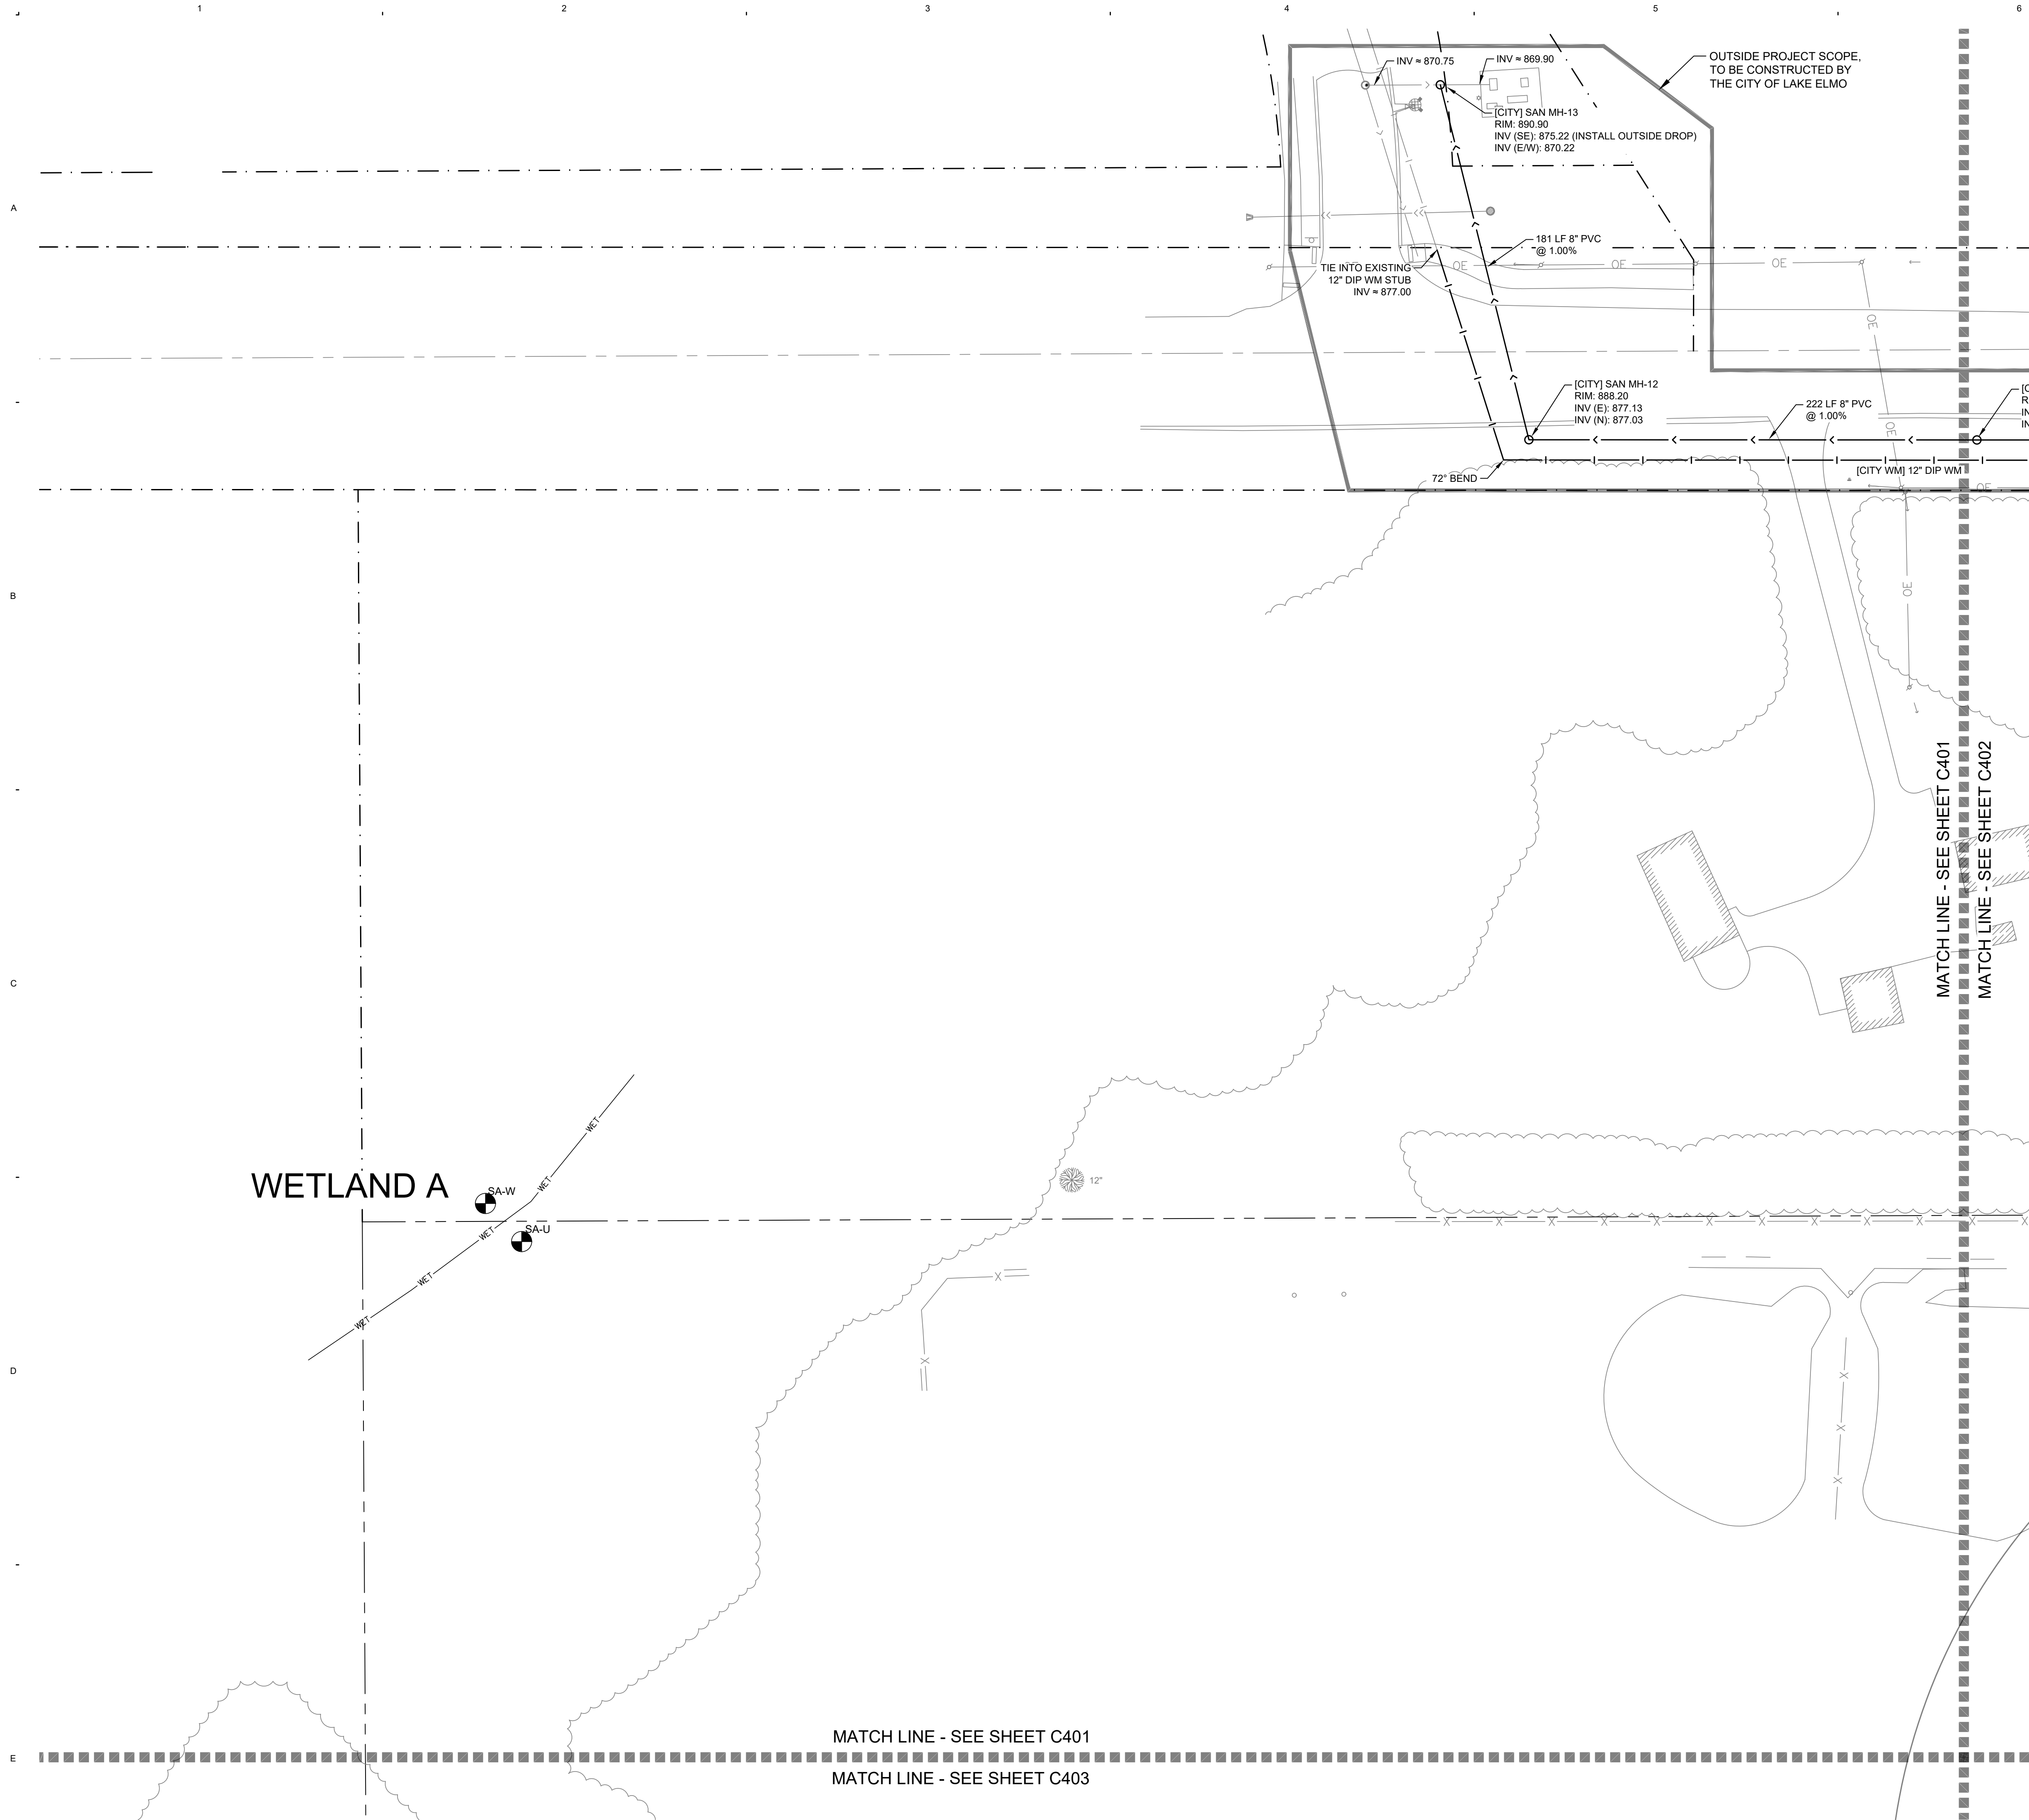 1 2 3 4 5 6
A
B
C
D
E
INV ≈ 870.75
INV ≈ 869.90
OUTSIDE PROJECT SCOPE,
TO BE CONSTRUCTED BY
THE CITY OF LAKE ELMO
[CITY] SAN MH-13
RIM: 890.90
INV (SE): 875.22 (INSTALL OUTSIDE DROP)
INV (E/W): 870.22
181 LF 8" PVC
@ 1.00%
TIE INTO EXISTING
12" DIP WM STUB
INV ≈ 877.00
OE
OE
OE
OE
OE
OE
OE
OE
[CITY] SAN MH-12
RIM: 888.20
INV (E): 877.13
INV (N): 877.03
222 LF 8" PVC
@ 1.00%
[C
R
IN
IN
[CITY WM] 12" DIP WM
72° BEND
MATCH LINE - SEE SHEET C401
MATCH LINE - SEE SHEET C402
WETLAND A
SA-W
SA-U
WET
WET
WET
WET
WET
12"
X X X X X X X X X X X X
X
X
X
X
X
MATCH LINE - SEE SHEET C401
MATCH LINE - SEE SHEET C403